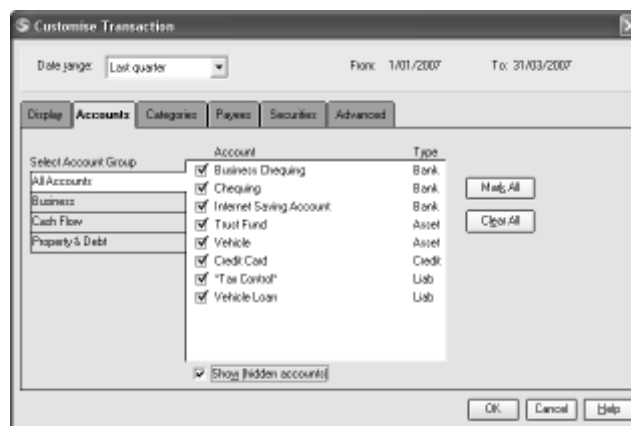 Customise Transaction
Date range: Last quarter From: 1/01/2007 To: 31/03/2007
Display Accounts Categories Payees Securities Advanced
Account Type
Select Account Group
All Accounts
Business
Cash Flow
Property & Debt
Business Chequing Bank
Chequing Bank
Internet Saving Account Bank
Trust Fund Asset
Vehicle Asset
Credit Card Credit
*Tax Control* Liab
Vehicle Loan Liab
Mark All
Clear All
Show (hidden accounts)
OK Cancel Help